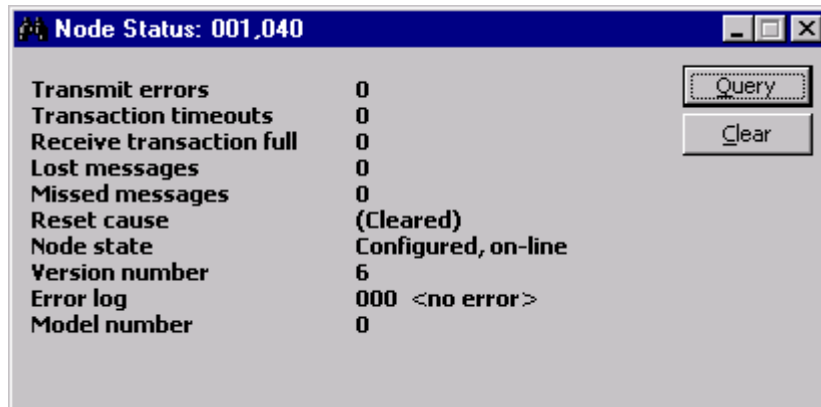 Node Status: 001,040
Transmit errors 0
Transaction timeouts 0
Receive transaction full 0
Lost messages 0
Missed messages 0
Reset cause (Cleared)
Node state Configured, on-line
Version number 6
Error log 000 <no error>
Model number 0
Query
Clear